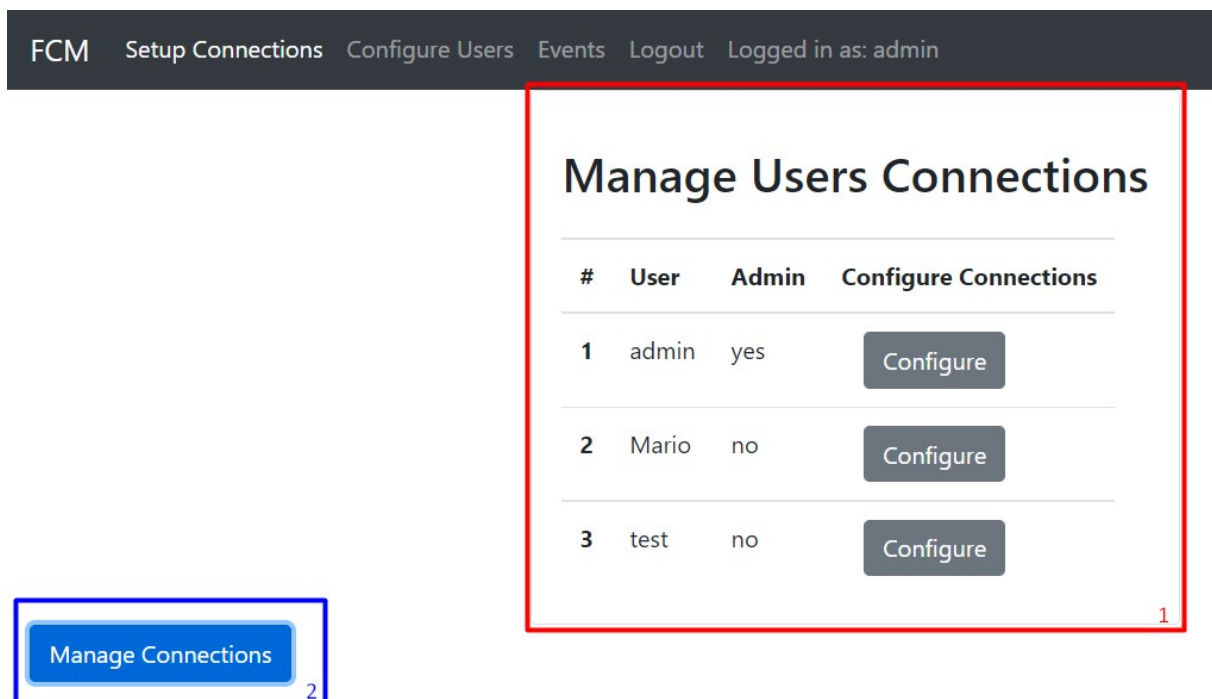 FCM Setup Connections Configure Users Events Logout Logged in as: admin
Manage Users Connections
# User Admin Configure Connections
1 admin yes Configure
2 Mario no Configure
3 test no Configure
1
Manage Connections
2